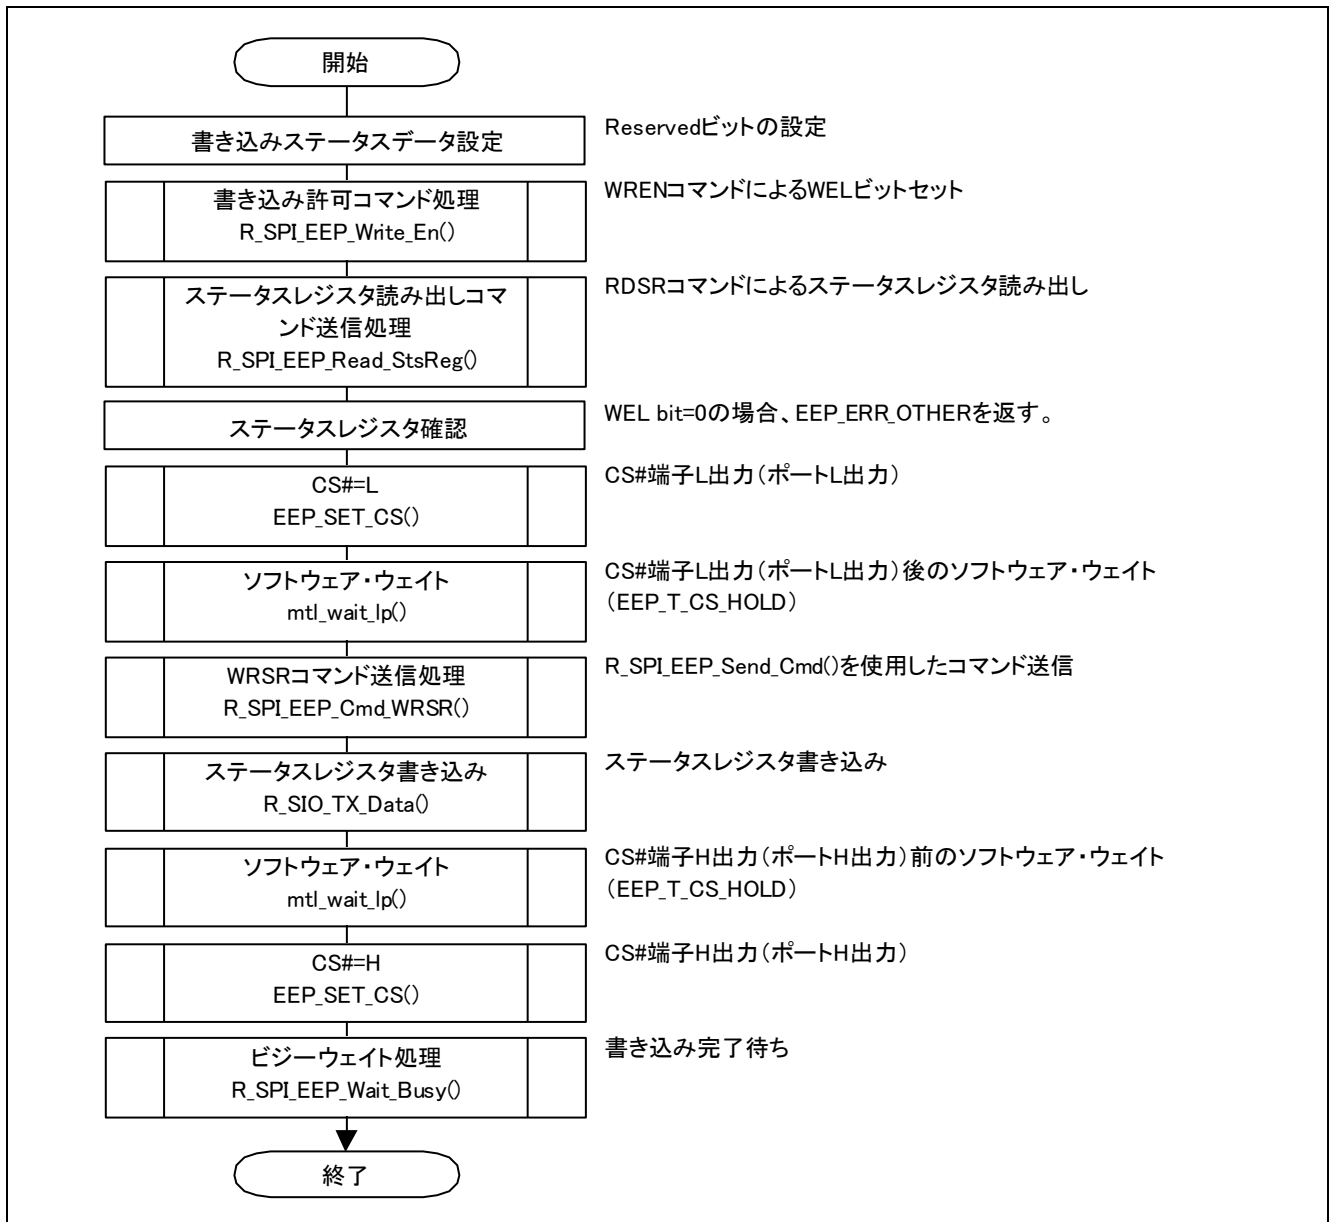 開始
書き込みステータスデータ設定
Reservedビットの設定
書き込み許可コマンド処理
R_SPI_EEP_Write_En()
WRENコマンドによるWELビットセット
ステータスレジスタ読み出しコマ
ンド送信処理
R_SPI_EEP_Read_StsReg()
RDSRコマンドによるステータスレジスタ読み出し
ステータスレジスタ確認
WEL bit=0の場合、EEP_ERR_OTHERを返す。
CS#=L
EEP_SET_CS()
CS#端子L出力（ポートL出力）
ソフトウェア・ウェイト
mtl_wait_lp()
CS#端子L出力（ポートL出力）後のソフトウェア・ウェイト
（EEP_T_CS_HOLD）
WRSRコマンド送信処理
R_SPI_EEP_Cmd_WRSR()
R_SPI_EEP_Send_Cmd()を使用したコマンド送信
ステータスレジスタ書き込み
R_SIO_TX_Data()
ステータスレジスタ書き込み
ソフトウェア・ウェイト
mtl_wait_lp()
CS#端子H出力（ポートH出力）前のソフトウェア・ウェイト
（EEP_T_CS_HOLD）
CS#=H
EEP_SET_CS()
CS#端子H出力（ポートH出力）
ビジーウェイト処理
R_SPI_EEP_Wait_Busy()
書き込み完了待ち
終了